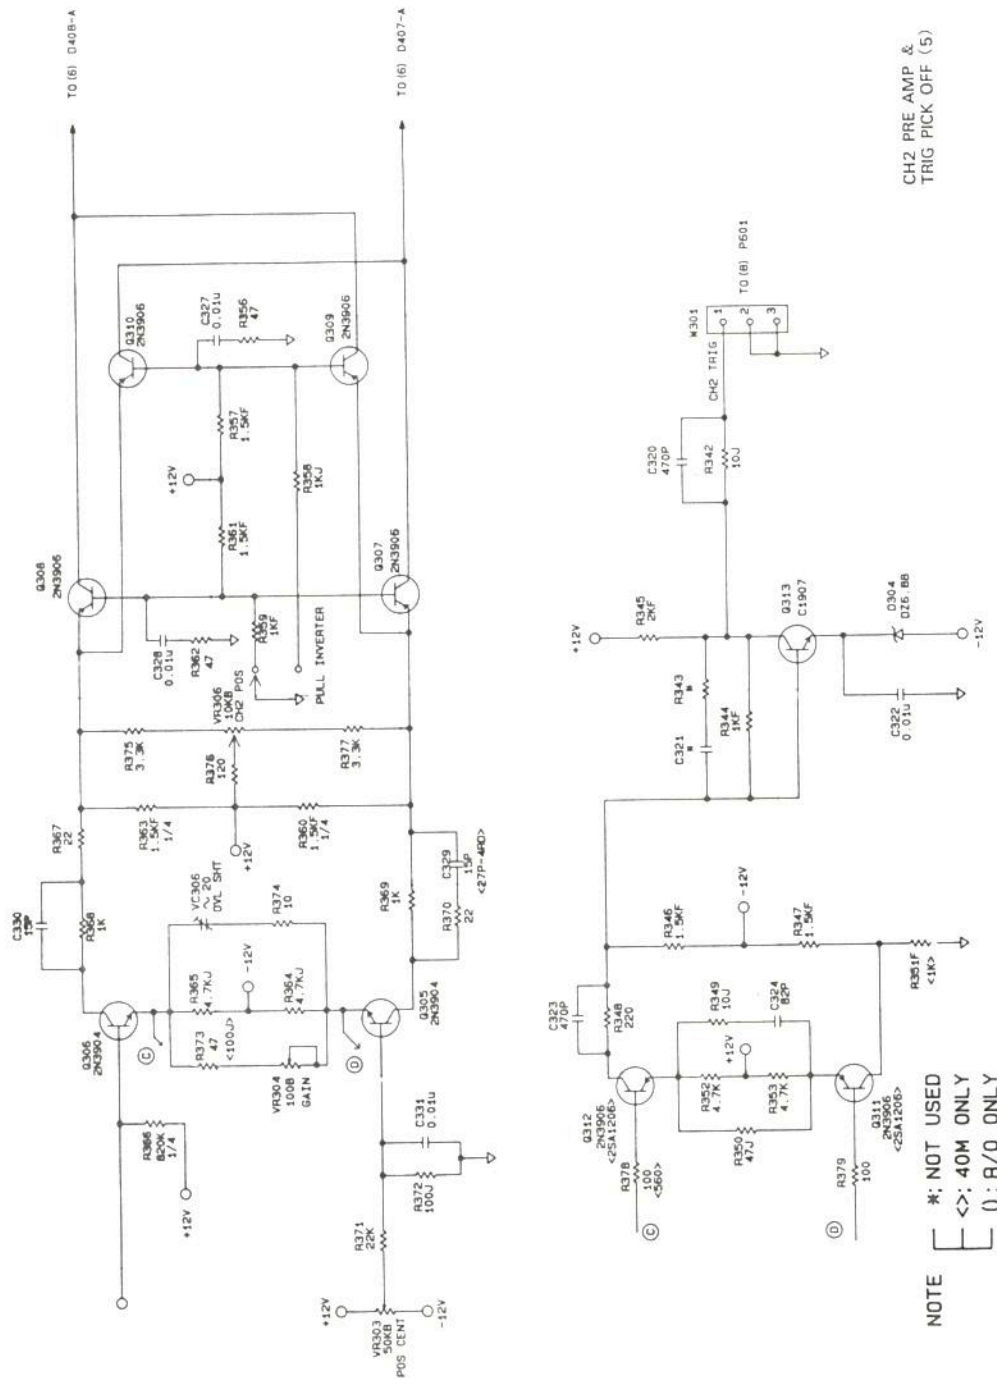 TO (6) D408-A
TO (6) D407-A
Q310
2N3906
C327
0.01u
R356
47
Q309
2N3906
R357
1.5KF
R358
1KJ
+12V
R361
1.5KF
Q308
2N3906
Q307
2N3906
R359
1KF
C328
0.01u
R362
47
PULL INVERTER
VR306
10KB
CH2 POS
R375
3.3K
R376
120
R377
3.3K
R367
22
R363
1.5KF
1/4
+12V
R360
1.5KF
1/4
C329
15P
<27P-4RD>
C330
15P
R368
1K
VC306
~ 20
DVL SHT
R374
10
R369
1K
R370
22
R365
4.7KJ
-12V
R364
4.7KJ
R373
47
<100J>
VR304
100B
GAIN
Q306
2N3904
Q305
2N3904
C
D
R366
820K
1/4
+12V
C331
0.01u
R372
100J
R371
22K
+12V
-12V
VR303
50KB
POS CENT
CH2 PRE AMP &
TRIG PICK OFF (5)
TO (8) P601
W301
1
2
3
CH2 TRIG
C320
470P
R342
10J
+12V
R345
2KF
Q313
C1907
D304
DZ6.8B
-12V
R343
*
C321
*
R344
1KF
C322
0.01u
C323
470P
R348
220
R346
1.5KF
-12V
R347
1.5KF
R351F
<1K>
R349
10J
C324
82P
+12V
R352
4.7K
R353
4.7K
R350
47J
Q312
2N3906
<2SA1206>
Q311
2N3906
<2SA1206>
R378
100
<560>
R379
100
C
D
NOTE
*: NOT USED
<>: 40M ONLY
(): R/O ONLY